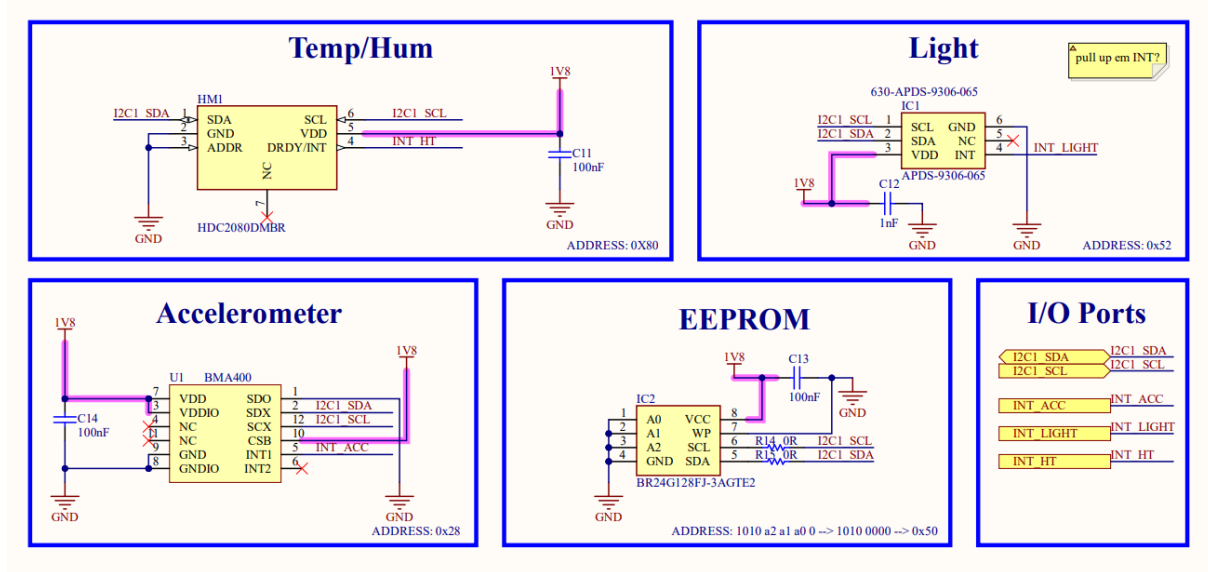 Temp/Hum
1V8
HM1
I2C1_SDA 1 SDA SCL 6 I2C1_SCL
2 GND VDD 5
3 ADDR DRDY/INT 4 INT_HT
NC
7
C11
100nF
HDC2080DMBR
GND
GND
ADDRESS: 0X80
Light
pull up em INT?
630-APDS-9306-065
IC1
I2C1_SCL 1 SCL GND 6
I2C1_SDA 2 SDA NC 5
3 VDD INT 4 INT_LIGHT
APDS-9306-065
1V8
C12
1nF
GND
GND
ADDRESS: 0x52
Accelerometer
1V8
1V8
U1 BMA400
7 VDD SDO 1
3 VDDIO SDX 2 I2C1_SDA
4 NC SCX 12 I2C1_SCL
11 NC CSB 10
9 GND INT1 5 INT_ACC
8 GNDIO INT2 6
C14
100nF
GND
GND
ADDRESS: 0x28
EEPROM
1V8
C13
100nF
GND
IC2
1 A0 VCC 8
2 A1 WP 7
3 A2 SCL 6 R14 0R I2C1_SCL
4 GND SDA 5 R15 0R I2C1_SDA
BR24G128FJ-3AGTE2
GND
ADDRESS: 1010 a2 a1 a0 0 --> 1010 0000 --> 0x50
I/O Ports
I2C1_SDA I2C1_SDA
I2C1_SCL I2C1_SCL
INT_ACC INT_ACC
INT_LIGHT INT_LIGHT
INT_HT INT_HT